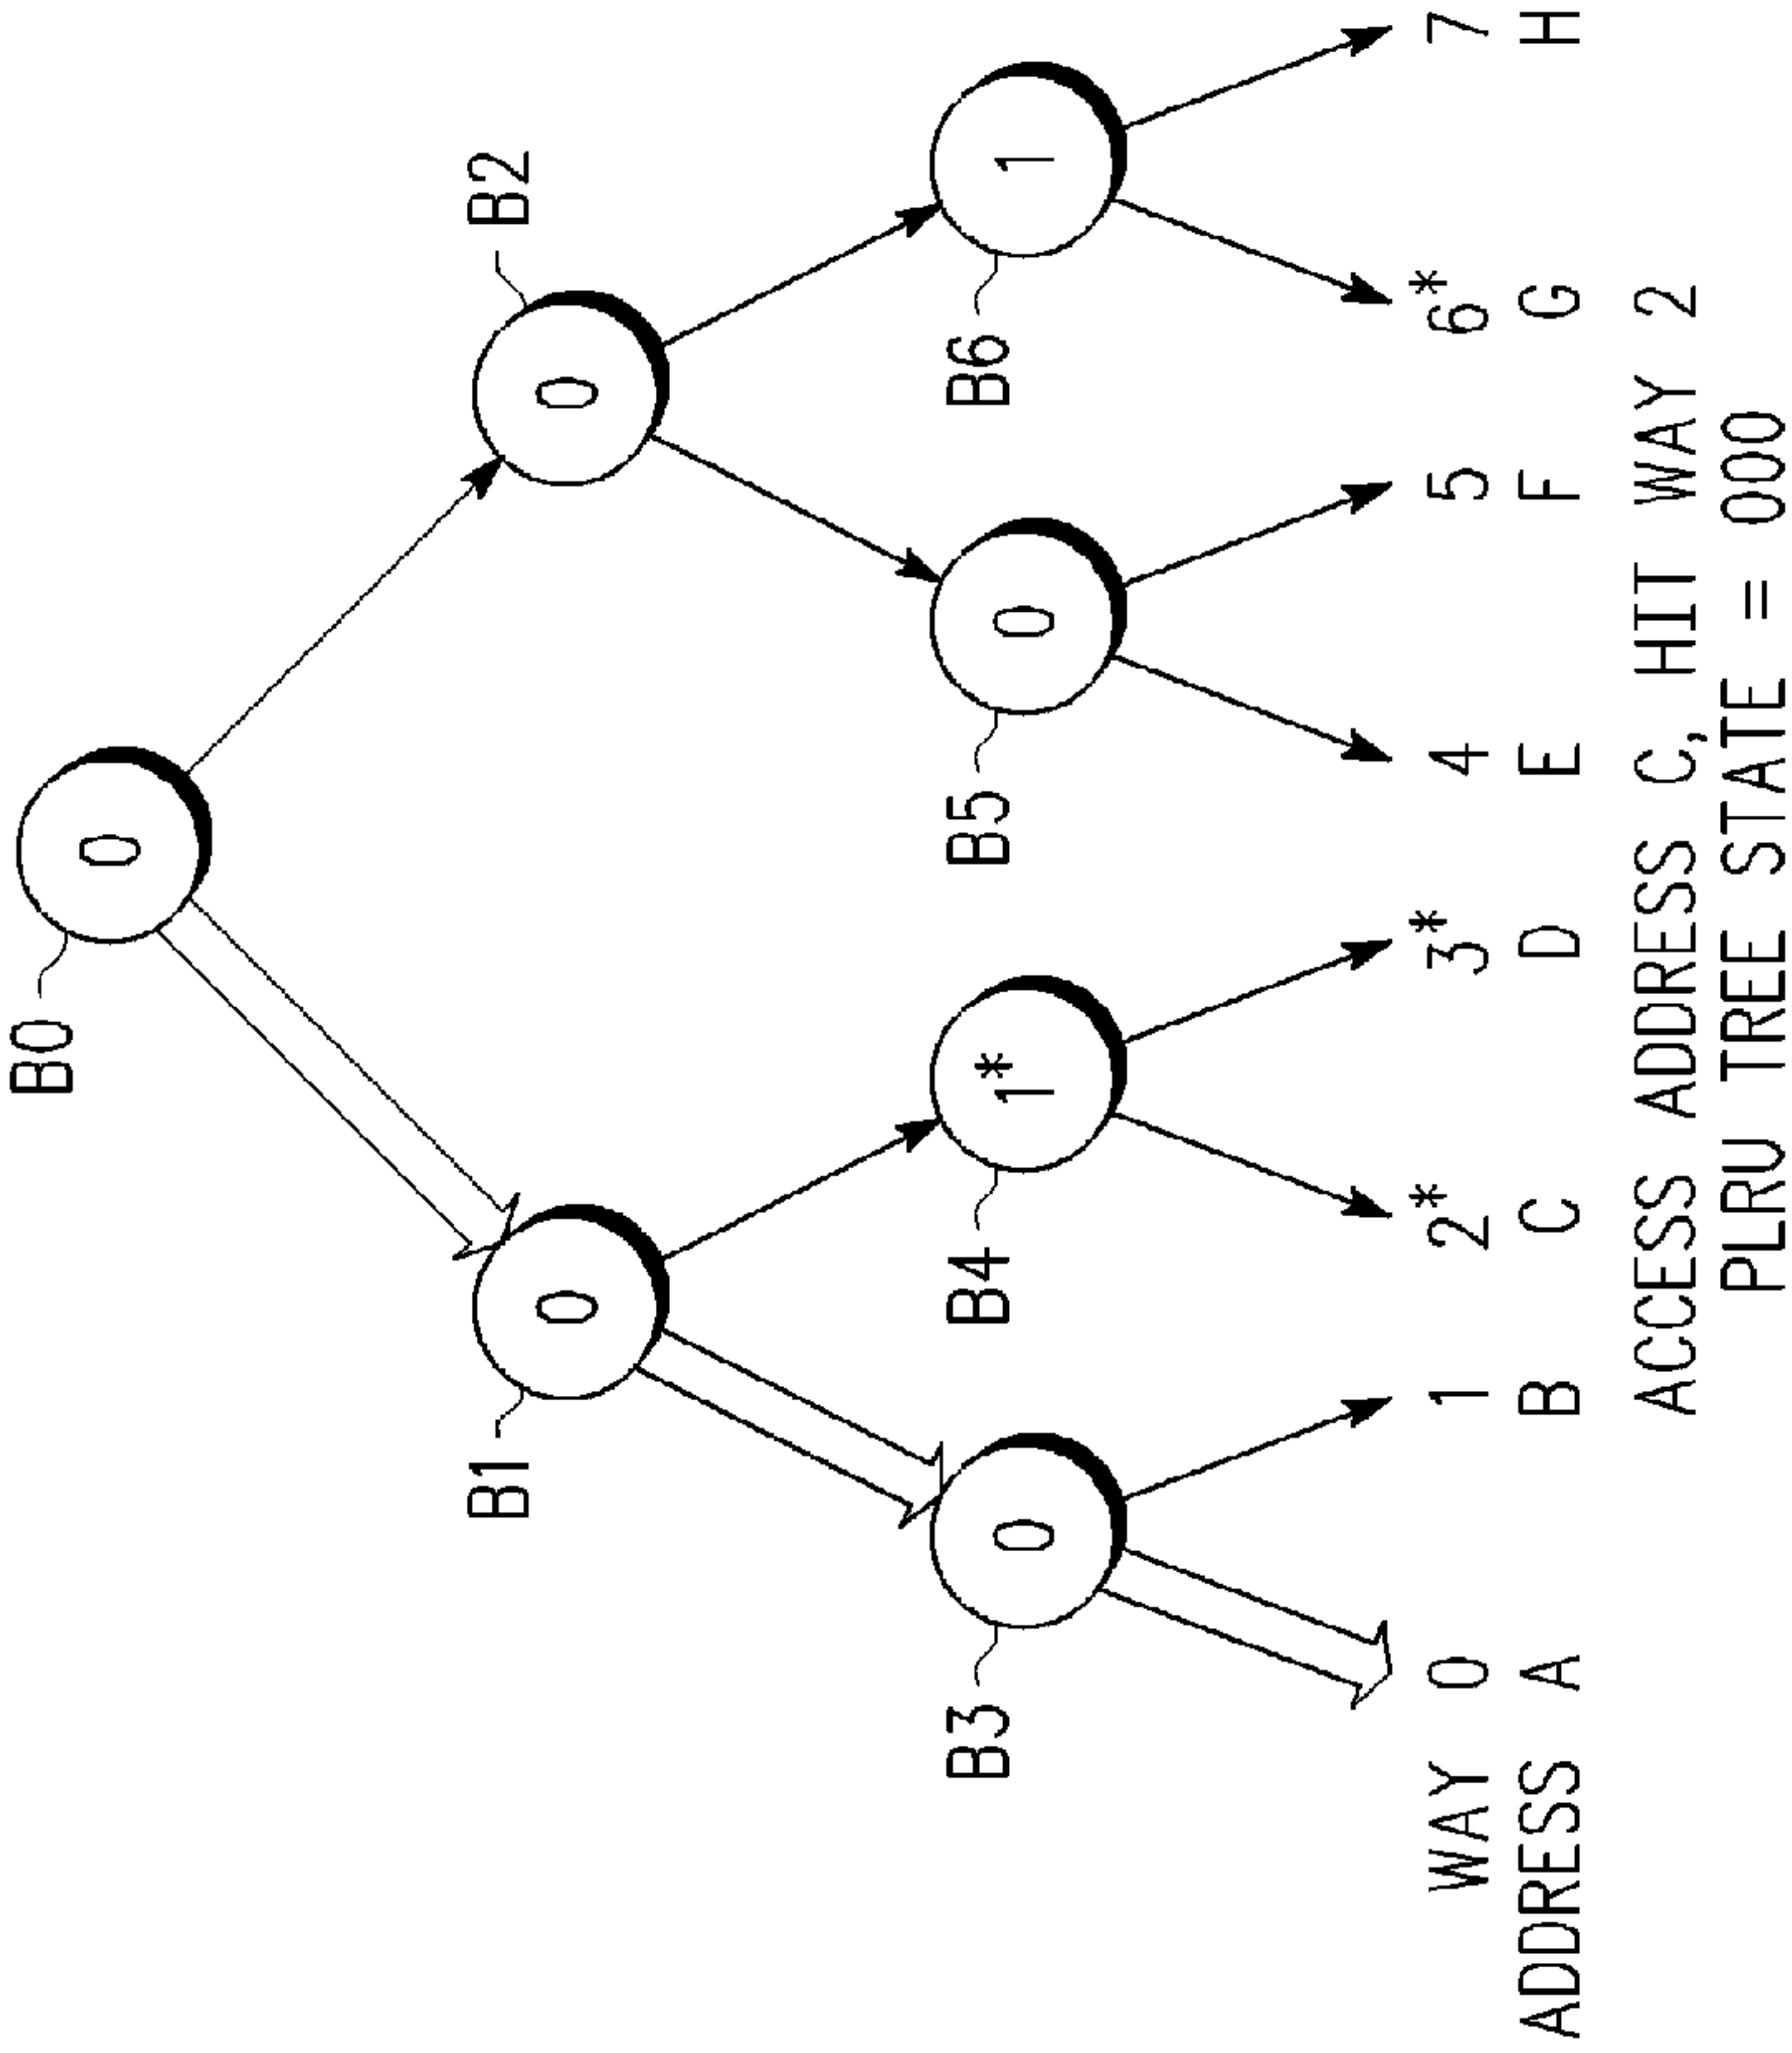 B0
0
B1
0
0
B2
B3
0
B4
1*
B5
0
B6
1
WAY 0 1 2* 3* 4 5 6* 7
ADDRESS A B C D E F G H
ACCESS ADDRESS C, HIT WAY 2
PLRU TREE STATE = 000